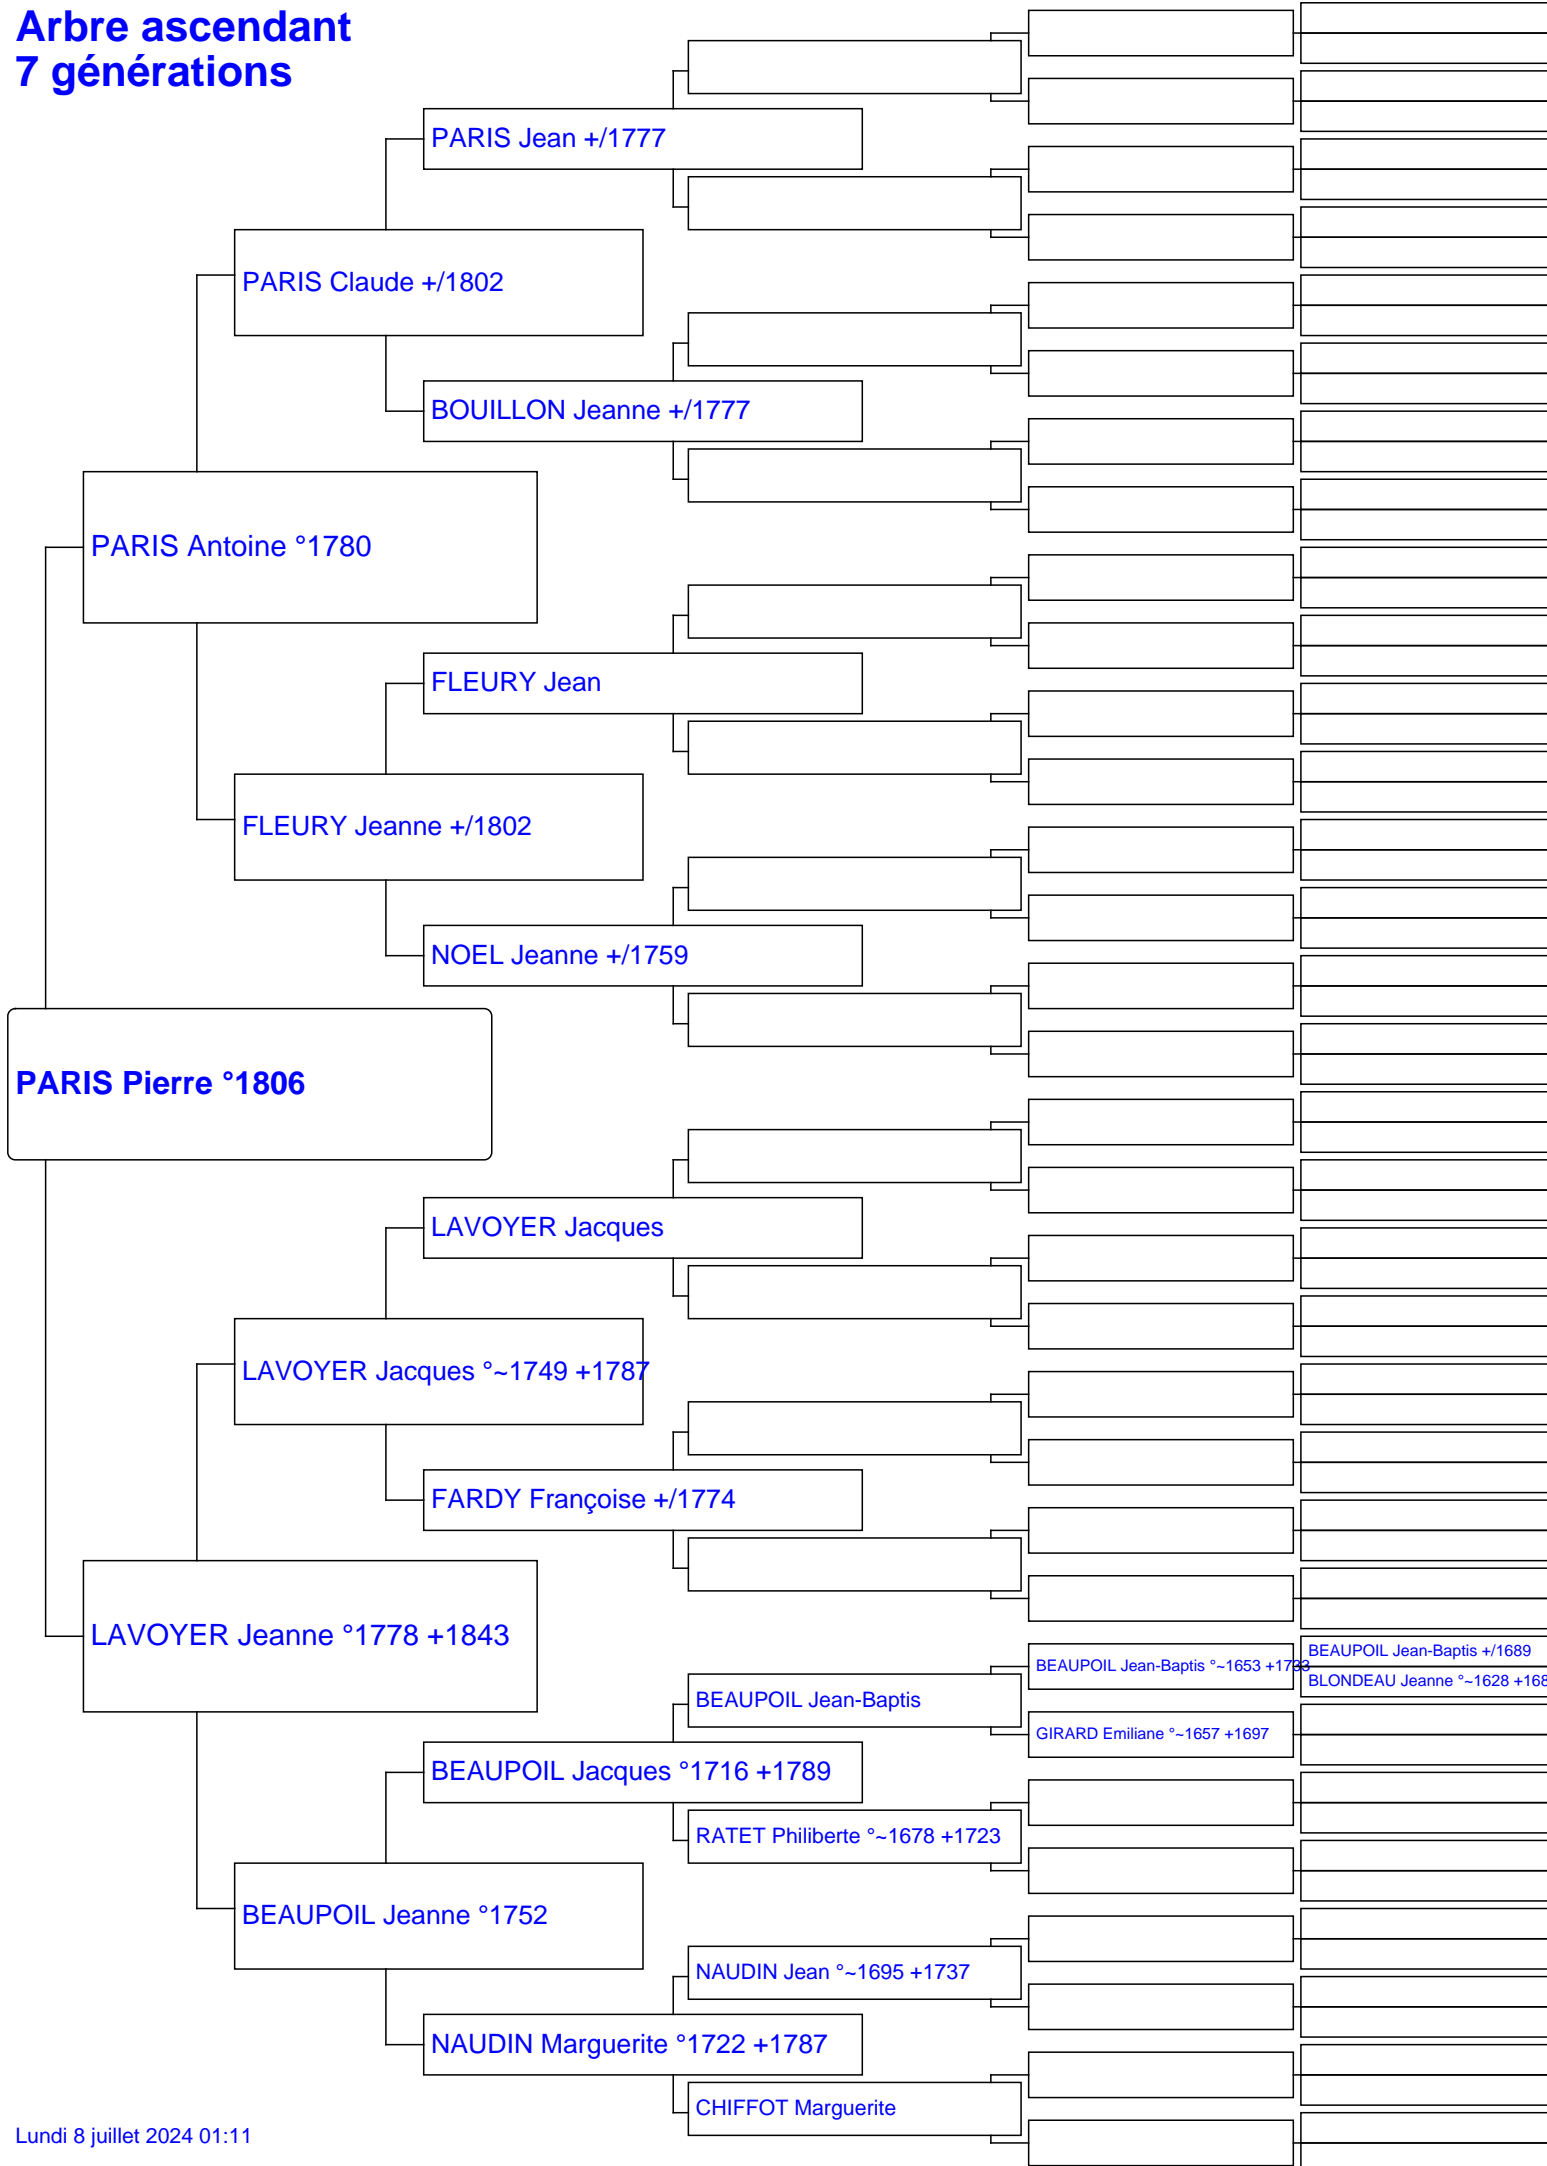 Arbre ascendant
7 générations
PARIS Jean +/1777
PARIS Claude +/1802
BOUILLON Jeanne +/1777
PARIS Antoine °1780
FLEURY Jean
FLEURY Jeanne +/1802
NOEL Jeanne +/1759
PARIS Pierre °1806
LAVOYER Jacques
LAVOYER Jacques °~1749 +1787
FARDY Françoise +/1774
LAVOYER Jeanne °1778 +1843
BEAUPOIL Jean-Baptis +/1689
BEAUPOIL Jean-Baptis °~1653 +1733
BLONDEAU Jeanne °~1628 +168
BEAUPOIL Jean-Baptis
GIRARD Emiliane °~1657 +1697
BEAUPOIL Jacques °1716 +1789
RATET Philiberte °~1678 +1723
BEAUPOIL Jeanne °1752
NAUDIN Jean °~1695 +1737
NAUDIN Marguerite °1722 +1787
CHIFFOT Marguerite
Lundi 8 juillet 2024 01:11